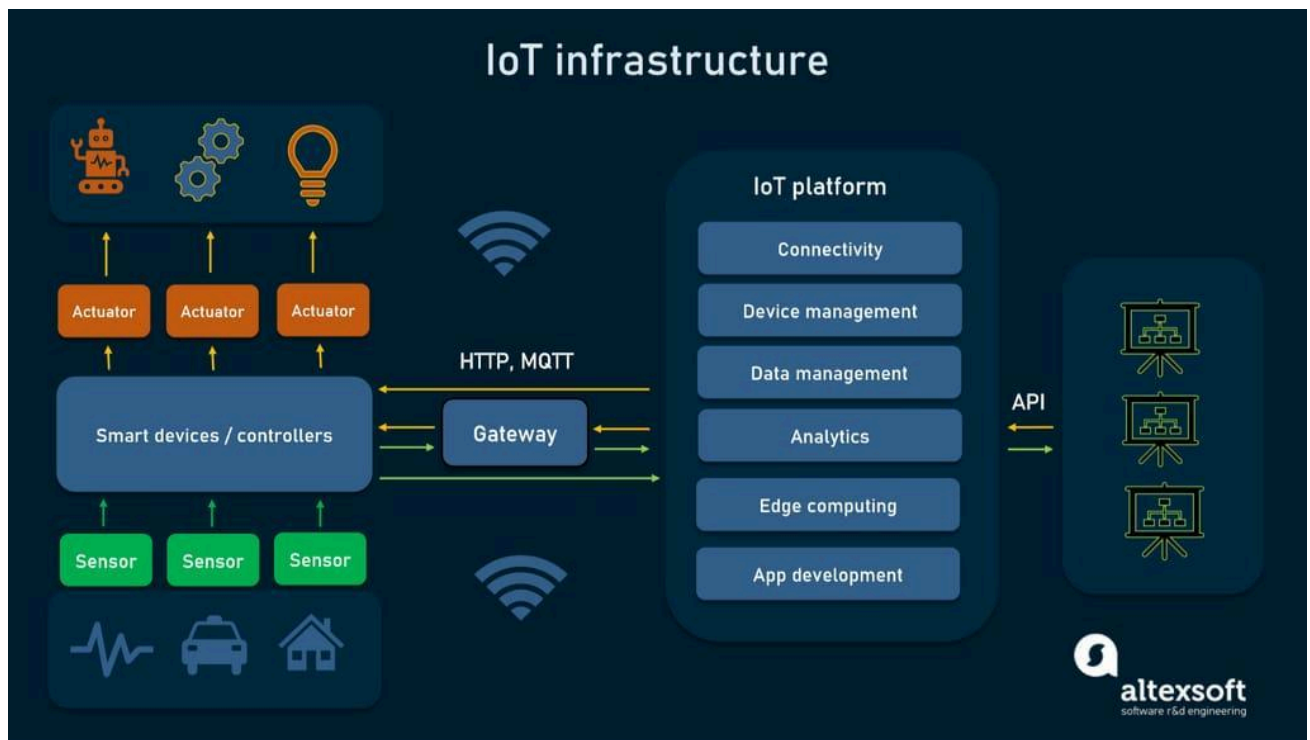 IoT infrastructure
IoT platform
Connectivity
Device management
Data management
Analytics
Edge computing
App development
Actuator
Actuator
Actuator
HTTP, MQTT
Smart devices / controllers
Gateway
API
Sensor
Sensor
Sensor
altexsoft
software r&d engineering